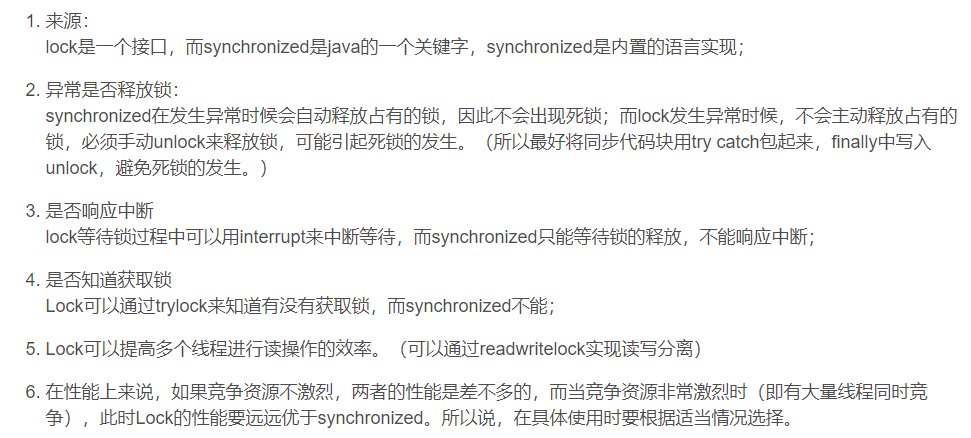 1. 来源：
lock是一个接口，而synchronized是java的一个关键字，synchronized是内置的语言实现；
2. 异常是否释放锁：
synchronized在发生异常时候会自动释放占有的锁，因此不会出现死锁；而lock发生异常时候，不会主动释放占有的
锁，必须手动unlock来释放锁，可能引起死锁的发生。（所以最好将同步代码块用try catch包起来，finally中写入
unlock，避免死锁的发生。）
3. 是否响应中断
lock等待锁过程中可以用interrupt来中断等待，而synchronized只能等待锁的释放，不能响应中断；
4. 是否知道获取锁
Lock可以通过trylock来知道有没有获取锁，而synchronized不能；
5. Lock可以提高多个线程进行读操作的效率。（可以通过readwritelock实现读写分离）
6. 在性能上来说，如果竞争资源不激烈，两者的性能是差不多的，而当竞争资源非常激烈时（即有大量线程同时竞
争），此时Lock的性能要远远优于synchronized。所以说，在具体使用时要根据适当情况选择。